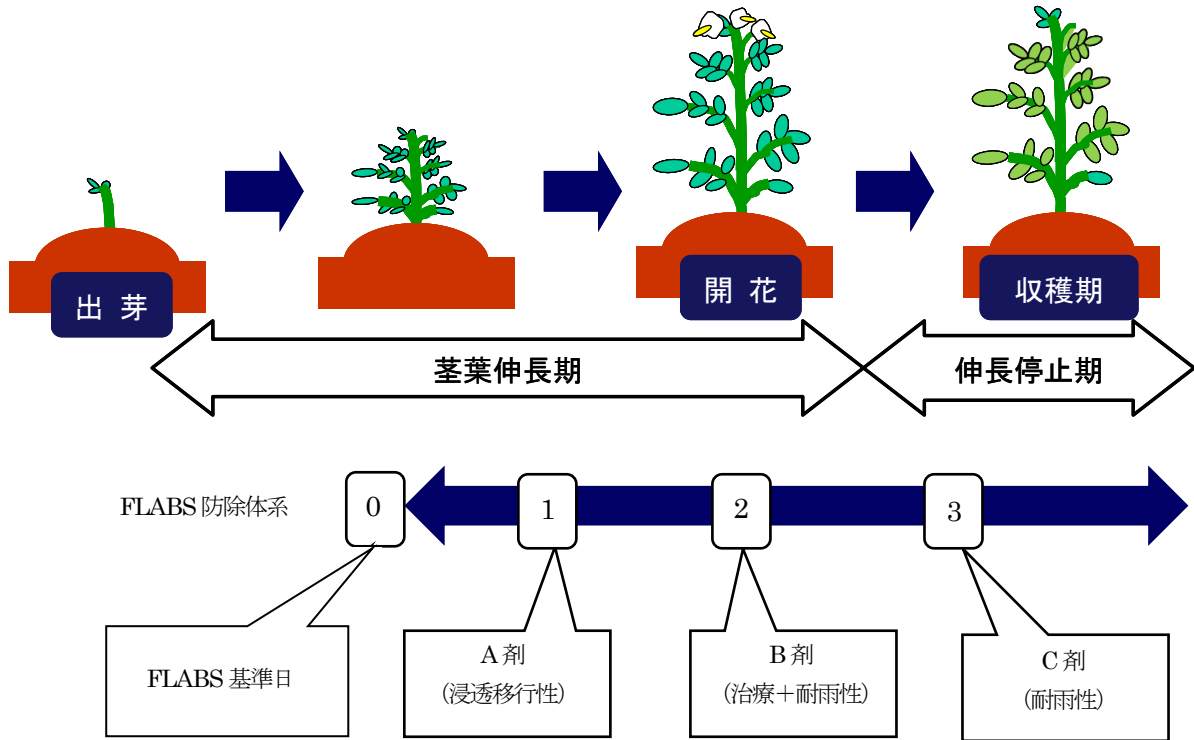 出 芽
開 花
収穫期
茎葉伸長期
伸長停止期
FLABS 防除体系
0
1
2
3
FLABS 基準日
A 剤
(浸透移行性)
B 剤
(治療＋耐雨性)
C 剤
(耐雨性)